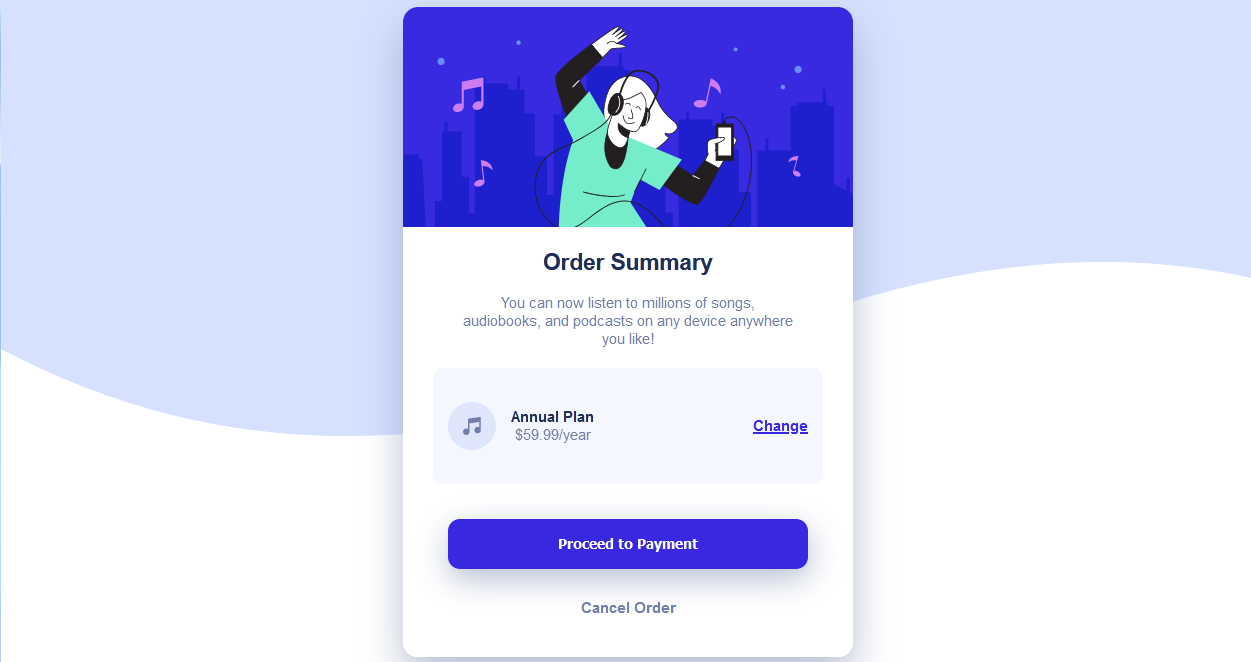 Order Summary
You can now listen to millions of songs,
audiobooks, and podcasts on any device anywhere
you like!
Annual Plan
$59.99/year
Change
Proceed to Payment
Cancel Order